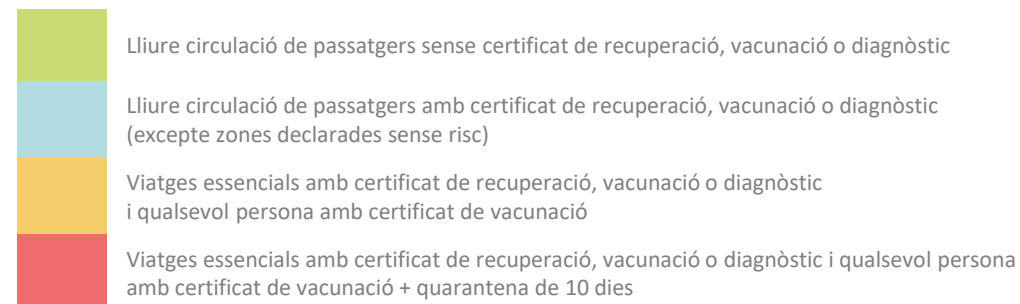 Lliure circulació de passatgers sense certificat de recuperació, vacunació o diagnòstic
Lliure circulació de passatgers amb certificat de recuperació, vacunació o diagnòstic
(excepte zones declarades sense risc)
Viatges essencials amb certificat de recuperació, vacunació o diagnòstic
i qualsevol persona amb certificat de vacunació
Viatges essencials amb certificat de recuperació, vacunació o diagnòstic i qualsevol persona
amb certificat de vacunació + quarantena de 10 dies